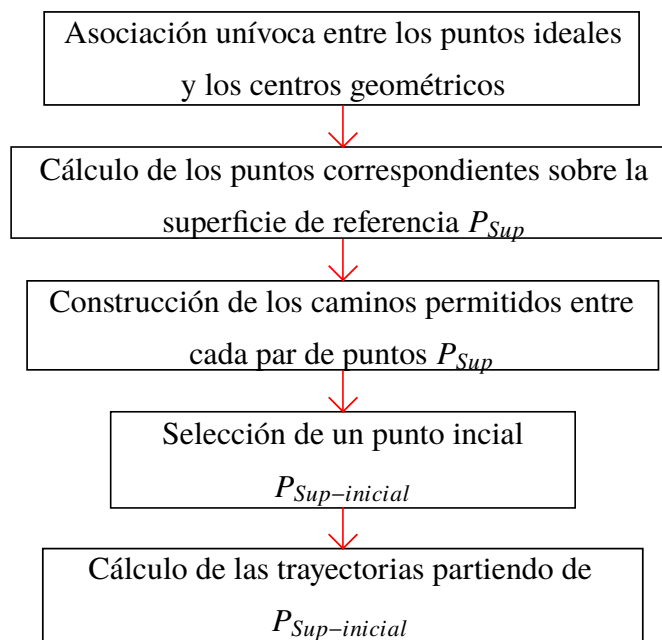 Asociación unívoca entre los puntos ideales
y los centros geométricos
Cálculo de los puntos correspondientes sobre la
superficie de referencia P_Sup
Construcción de los caminos permitidos entre
cada par de puntos P_Sup
Selección de un punto incial
P_Sup−inicial
Cálculo de las trayectorias partiendo de
P_Sup−inicial